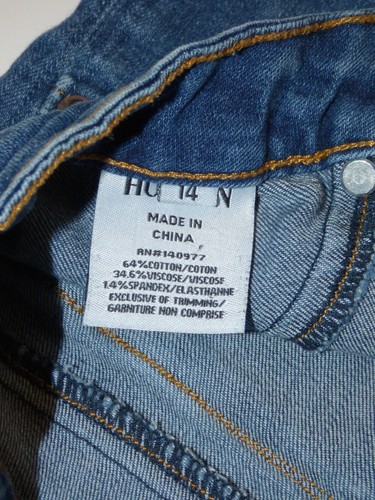 14
MADE IN
CHINA
RN#140977
64%COTTON/COTON
34.6%VISCOSE/VISCOSE
1.4%SPANDEX/ELASTHANNE
EXCLUSIVE OF TRIMMING/
GARNITURE NON COMPRISE